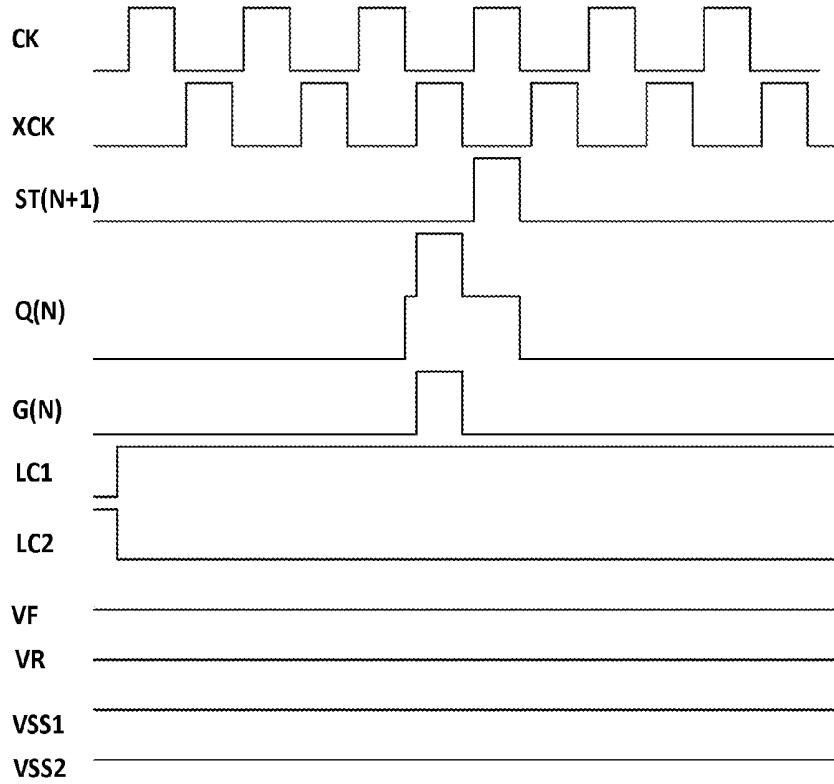 CK
XCK
ST(N+1)
Q(N)
G(N)
LC1
LC2
VF
VR
VSS1
VSS2